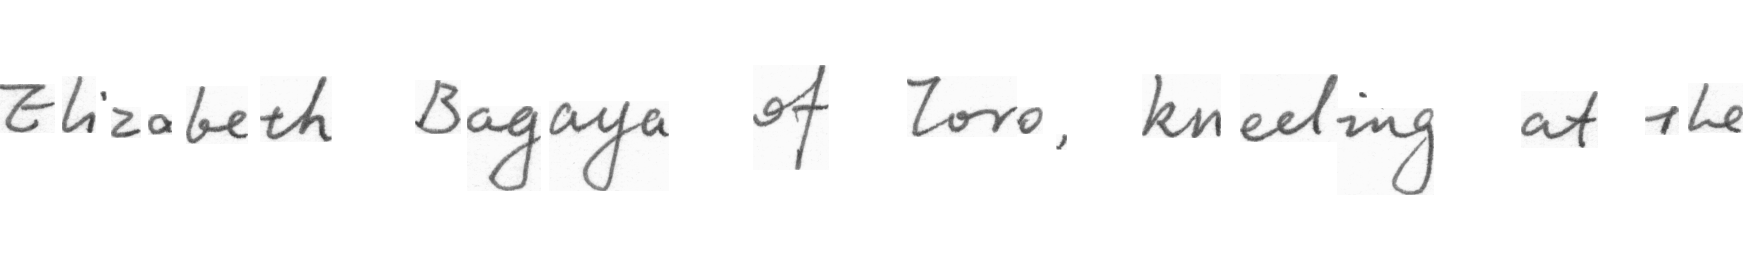 Elizabeth Bagaya of Toro, kneeling at the